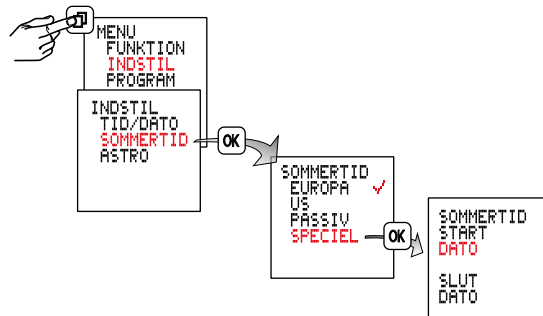 MENU
FUNKTION
INDSTIL
PROGRAM
INDSTIL
TID/DATO
SOMMERTID
ASTRO
OK
SOMMERTID
EUROPA ✓
US
PASSIV
SPECIEL
OK
SOMMERTID
START
DATO
SLUT
DATO